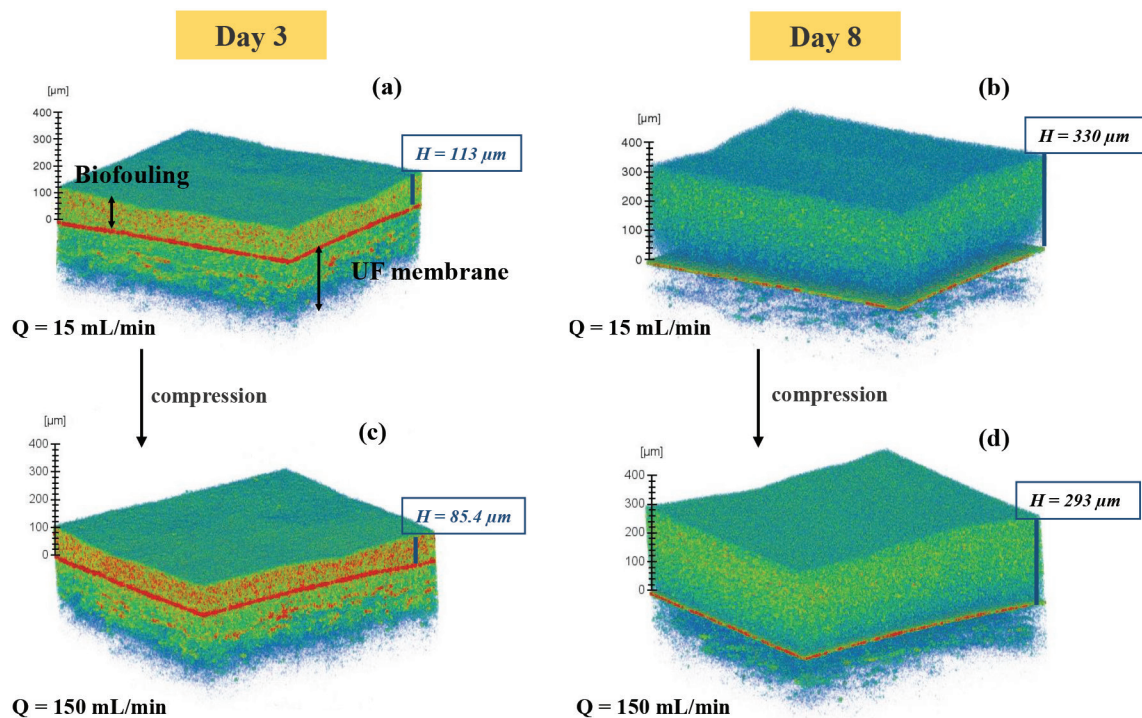 Day 3
Day 8
(a)
(b)
[µm]
400
300
200
100
0
H = 113 µm
Biofouling
UF membrane
Q = 15 mL/min
[µm]
400
300
200
100
0
H = 330 µm
Q = 15 mL/min
compression
compression
(c)
(d)
[µm]
400
300
200
100
0
H = 85.4 µm
Q = 150 mL/min
[µm]
400
300
200
100
0
H = 293 µm
Q = 150 mL/min